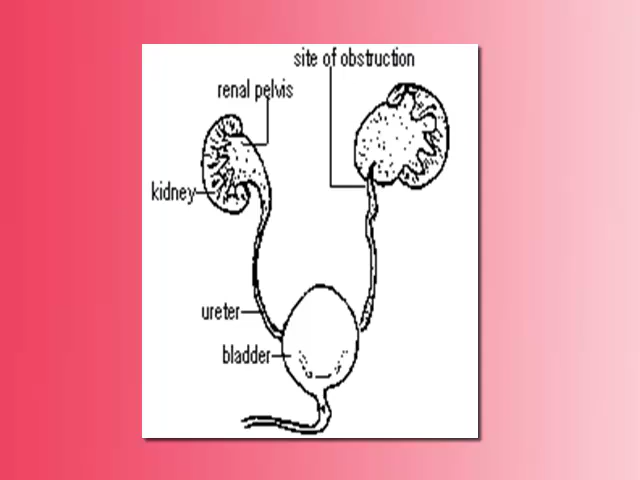 site of obstruction
renal pelvis
kidney
ureter
bladder